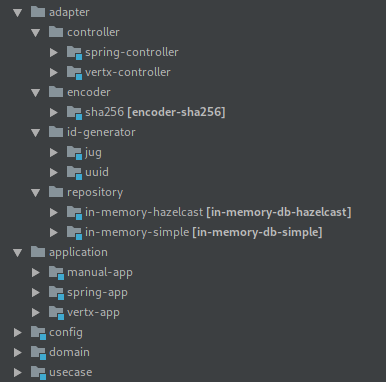 adapter
controller
spring-controller
vertx-controller
encoder
sha256 [encoder-sha256]
id-generator
jug
uuid
repository
in-memory-hazelcast [in-memory-db-hazelcast]
in-memory-simple [in-memory-db-simple]
application
manual-app
spring-app
vertx-app
config
domain
usecase